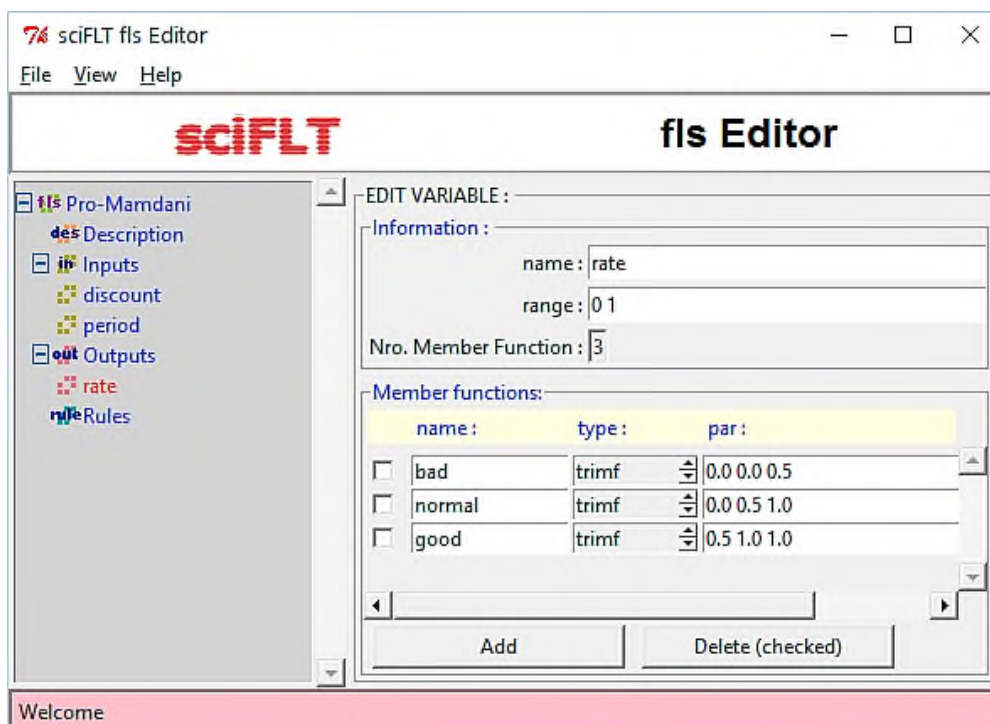 sciFLT fls Editor
File View Help
sciFLT fls Editor
fls Pro-Mamdani
des Description
in Inputs
discount
period
out Outputs
rate
rule Rules
EDIT VARIABLE :
Information :
name : rate
range : 0 1
Nro. Member Function : 3
Member functions:
name : type : par :
bad trimf 0.0 0.0 0.5
normal trimf 0.0 0.5 1.0
good trimf 0.5 1.0 1.0
Add Delete (checked)
Welcome